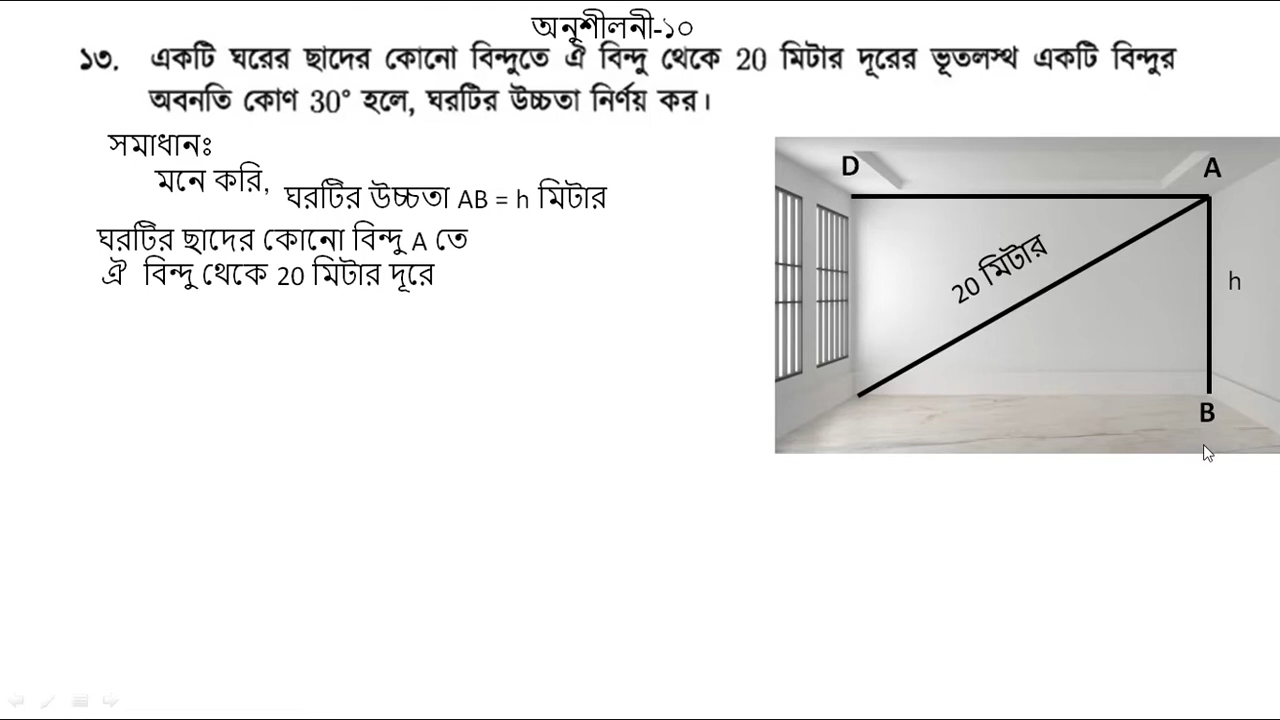 অনুশীলনী-১০
১৩. একটি ঘরের ছাদের কোনো বিন্দুতে ঐ বিন্দু থেকে 20 মিটার দূরের ভূতলস্থ একটি বিন্দুর
অবনতি কোণ 30° হলে, ঘরটির উচ্চতা নির্ণয় কর।
সমাধানঃ
মনে করি, ঘরটির উচ্চতা AB = h মিটার
ঘরটির ছাদের কোনো বিন্দু A তে
ঐ বিন্দু থেকে 20 মিটার দূরে
D
A
20 মিটার
h
B